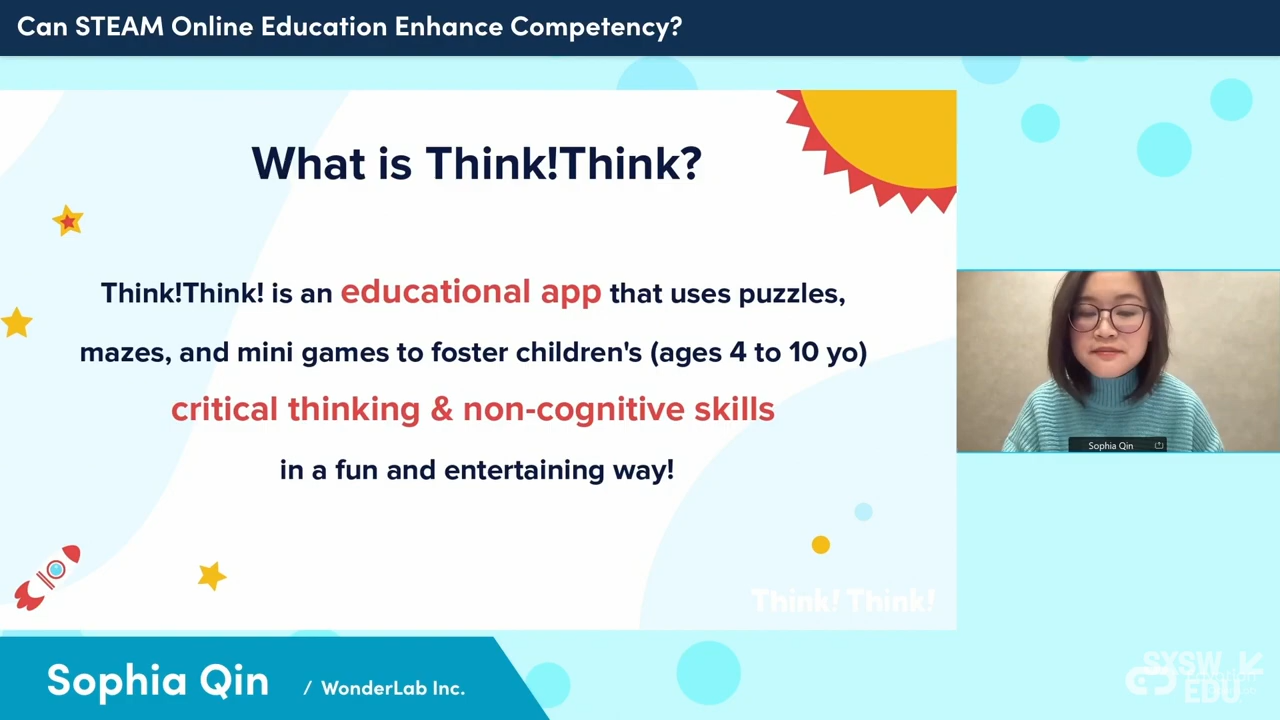 Can STEAM Online Education Enhance Competency?
What is Think!Think?
Think!Think! is an educational app that uses puzzles,
mazes, and mini games to foster children's (ages 4 to 10 yo)
critical thinking & non-cognitive skills
in a fun and entertaining way!
Think! Think!
Sophia Qin
Sophia Qin / WonderLab Inc.
SXSW
EDU